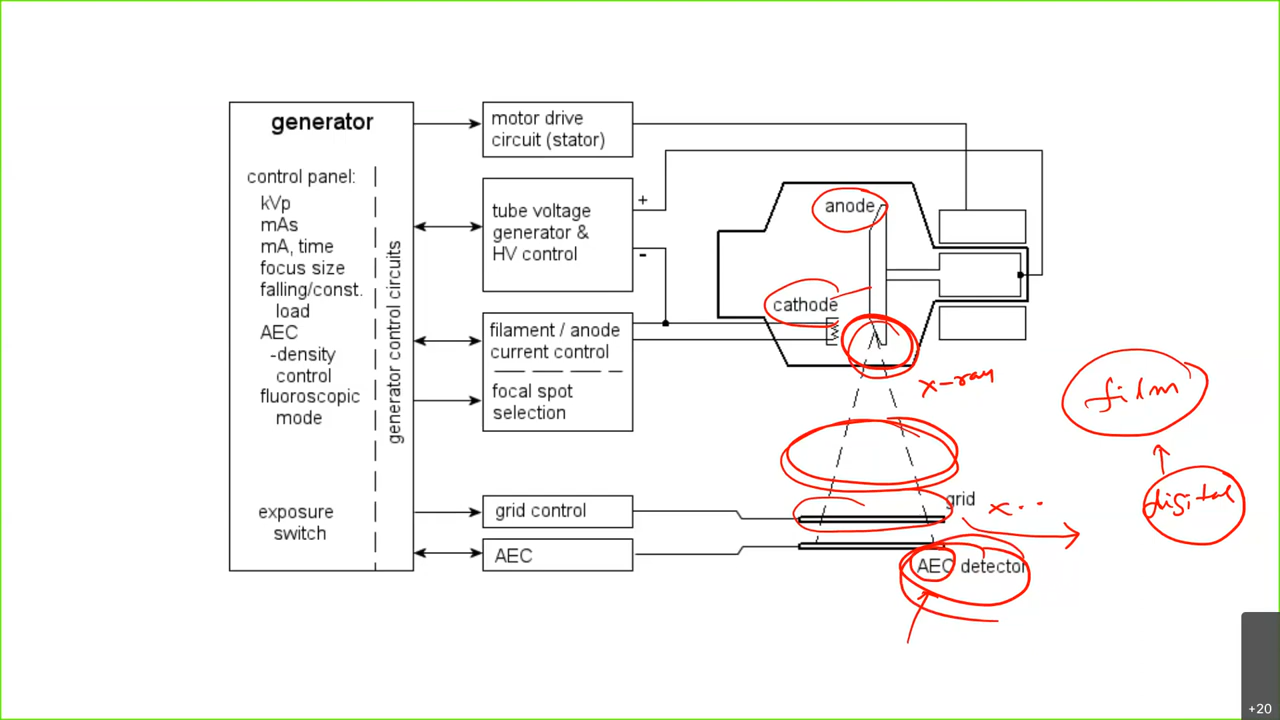 generator
control panel:
kVp
mAs
mA, time
focus size
falling/const.
load
AEC
-density
control
fluoroscopic
mode
exposure
switch
generator control circuits
motor drive
circuit (stator)
tube voltage
generator &
HV control
+
-
filament / anode
current control
focal spot
selection
grid control
AEC
anode
cathode
x-ray
grid
x..
AEC detector
film
digital
+20